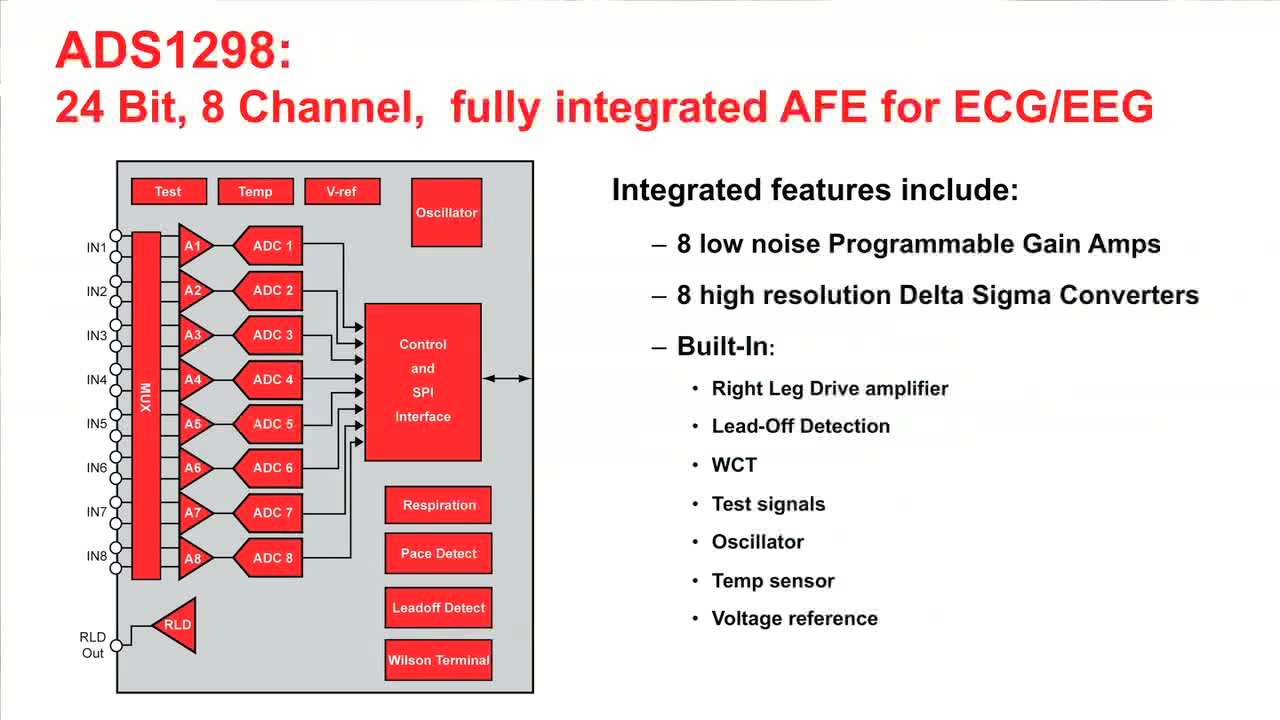 ADS1298:
24 Bit, 8 Channel,  fully integrated AFE for ECG/EEG
Test
Temp
V-ref
Oscillator
IN1
A1
ADC 1
IN2
A2
ADC 2
IN3
A3
ADC 3
IN4
A4
ADC 4
IN5
A5
ADC 5
IN6
A6
ADC 6
IN7
A7
ADC 7
IN8
A8
ADC 8
MUX
Control
and
SPI
Interface
Respiration
Pace Detect
Leadoff Detect
Wilson Terminal
RLD
RLD
Out
Integrated features include:
– 8 low noise Programmable Gain Amps
– 8 high resolution Delta Sigma Converters
– Built-In:
• Right Leg Drive amplifier
• Lead-Off Detection
• WCT
• Test signals
• Oscillator
• Temp sensor
• Voltage reference